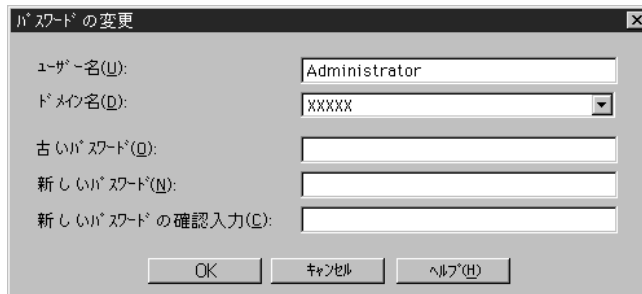 ﾊﾟｽﾜｰﾄﾞの変更
ﾕｰｻﾞｰ名(U):
Administrator
ﾄﾞﾒｲﾝ名(D):
XXXXX
古いﾊﾟｽﾜｰﾄﾞ(O):
新しいﾊﾟｽﾜｰﾄﾞ(N):
新しいﾊﾟｽﾜｰﾄﾞの確認入力(C):
OK ｷｬﾝｾﾙ ﾍﾙﾌﾟ(H)